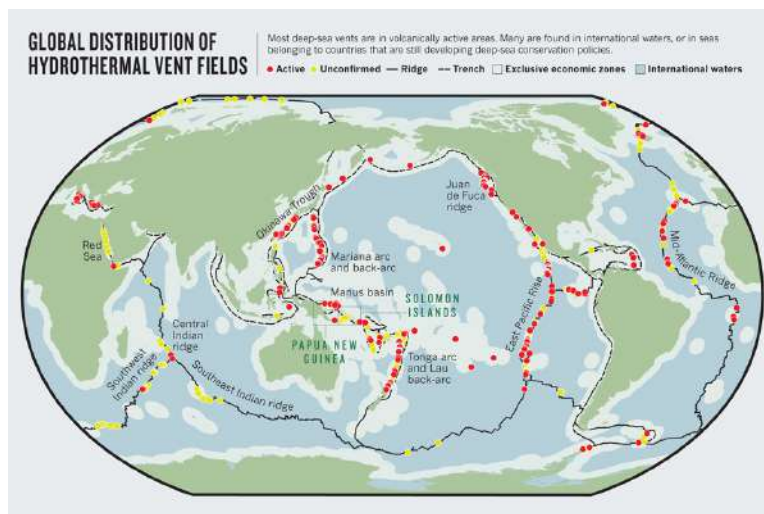 GLOBAL DISTRIBUTION OF
HYDROTHERMAL VENT FIELDS
Most deep-sea vents are in volcanically active areas. Many are found in international waters, or in seas
belonging to countries that are still developing deep-sea conservation policies.
Active Unconfirmed Ridge Trench Exclusive economic zones International waters
Okinawa Trough
Juan
de Fuca
ridge
Red
Sea
Mariana arc
and back-arc
Mid-Atlantic Ridge
Manus basin
SOLOMON
ISLANDS
East Pacific Rise
Central
Indian
ridge
PAPUA NEW
GUINEA
Southwest
Indian ridge
Tonga arc
and Lau
back-arc
Southeast Indian ridge